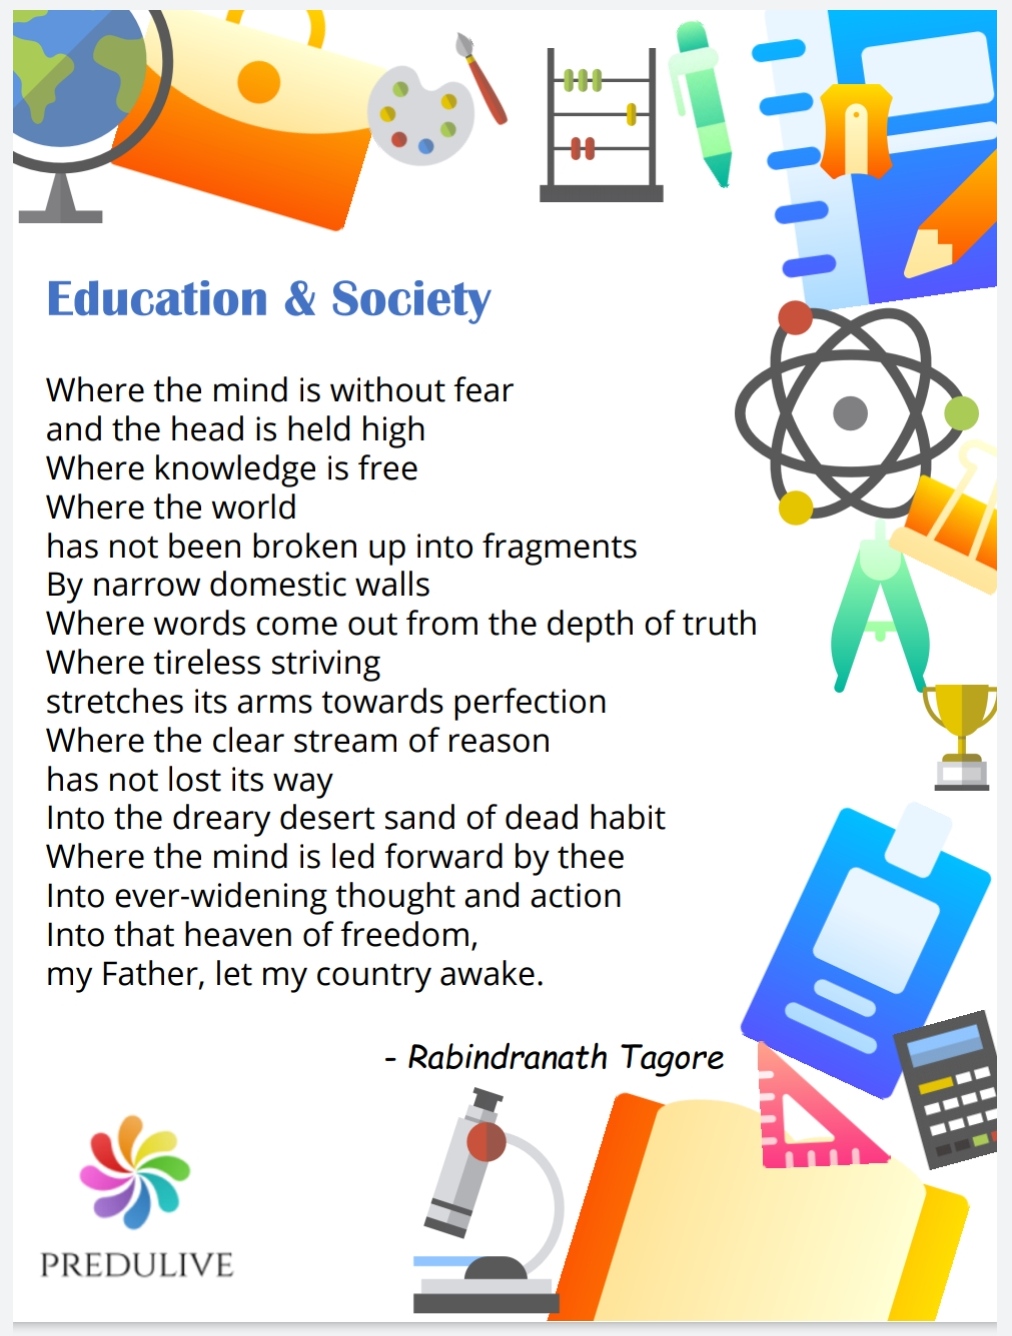 Education & Society
Where the mind is without fear
and the head is held high
Where knowledge is free
Where the world
has not been broken up into fragments
By narrow domestic walls
Where words come out from the depth of truth
Where tireless striving
stretches its arms towards perfection
Where the clear stream of reason
has not lost its way
Into the dreary desert sand of dead habit
Where the mind is led forward by thee
Into ever-widening thought and action
Into that heaven of freedom,
my Father, let my country awake.
- Rabindranath Tagore
PREDULIVE